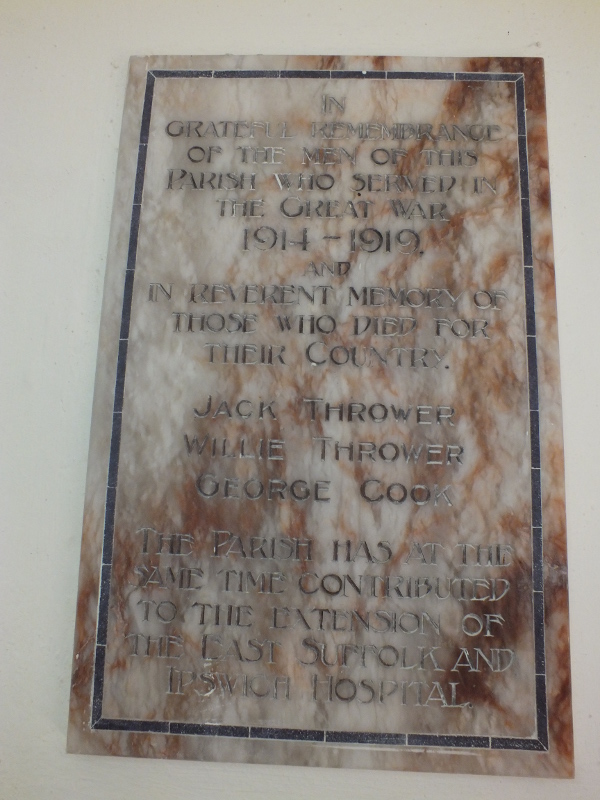 IN
GRATEFUL REMEMBRANCE
OF THE MEN OF THIS
PARISH WHO SERVED IN
THE GREAT WAR
1914 - 1919.
AND
IN REVERENT MEMORY OF
THOSE WHO DIED FOR
THEIR COUNTRY.
JACK THROWER
WILLIE THROWER
GEORGE COOK
THE PARISH HAS AT THE
SAME TIME CONTRIBUTED
TO THE EXTENSION OF
THE EAST SUFFOLK AND
IPSWICH HOSPITAL.